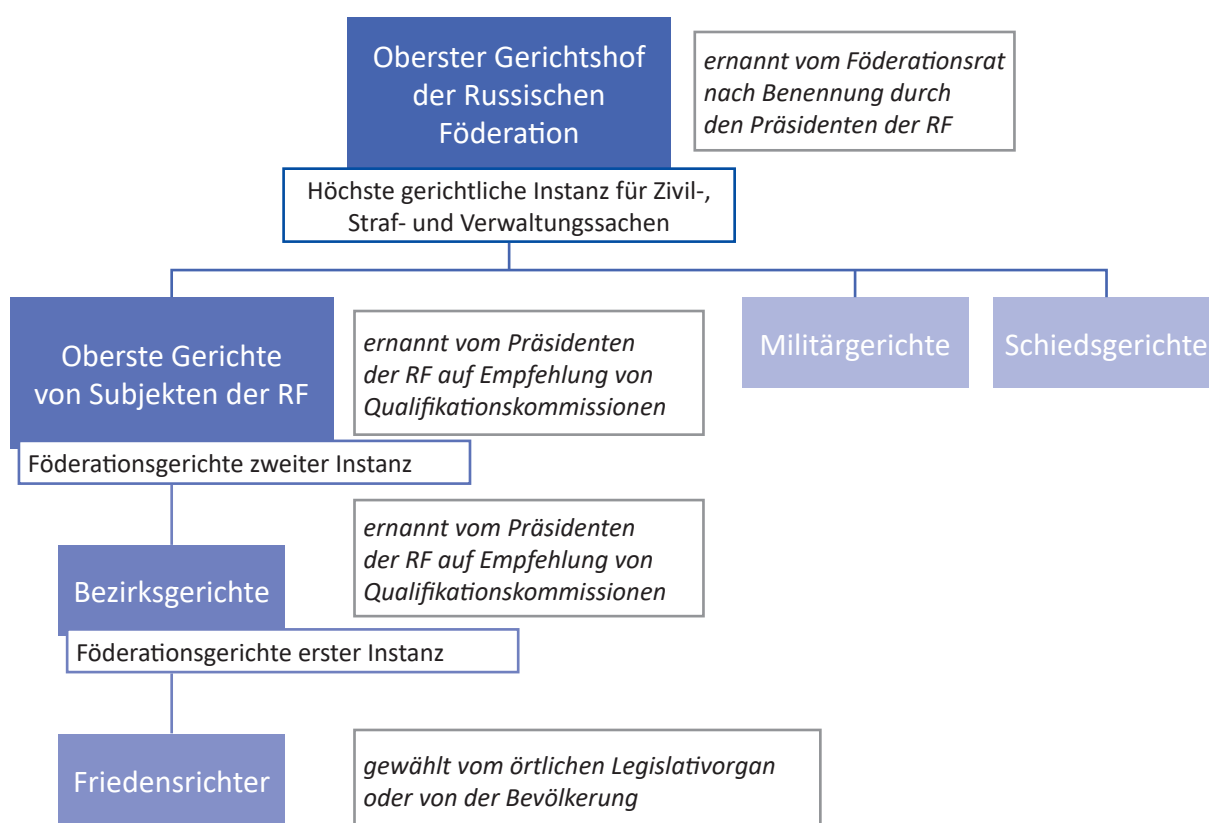 Oberster Gerichtshof
der Russischen
Föderation
ernannt vom Föderationsrat
nach Benennung durch
den Präsidenten der RF
Höchste gerichtliche Instanz für Zivil-,
Straf- und Verwaltungssachen
Oberste Gerichte
von Subjekten der RF
ernannt vom Präsidenten
der RF auf Empfehlung von
Qualifikationskommissionen
Militärgerichte
Schiedsgerichte
Föderationsgerichte zweiter Instanz
Bezirksgerichte
ernannt vom Präsidenten
der RF auf Empfehlung von
Qualifikationskommissionen
Föderationsgerichte erster Instanz
Friedensrichter
gewählt vom örtlichen Legislativorgan
oder von der Bevölkerung